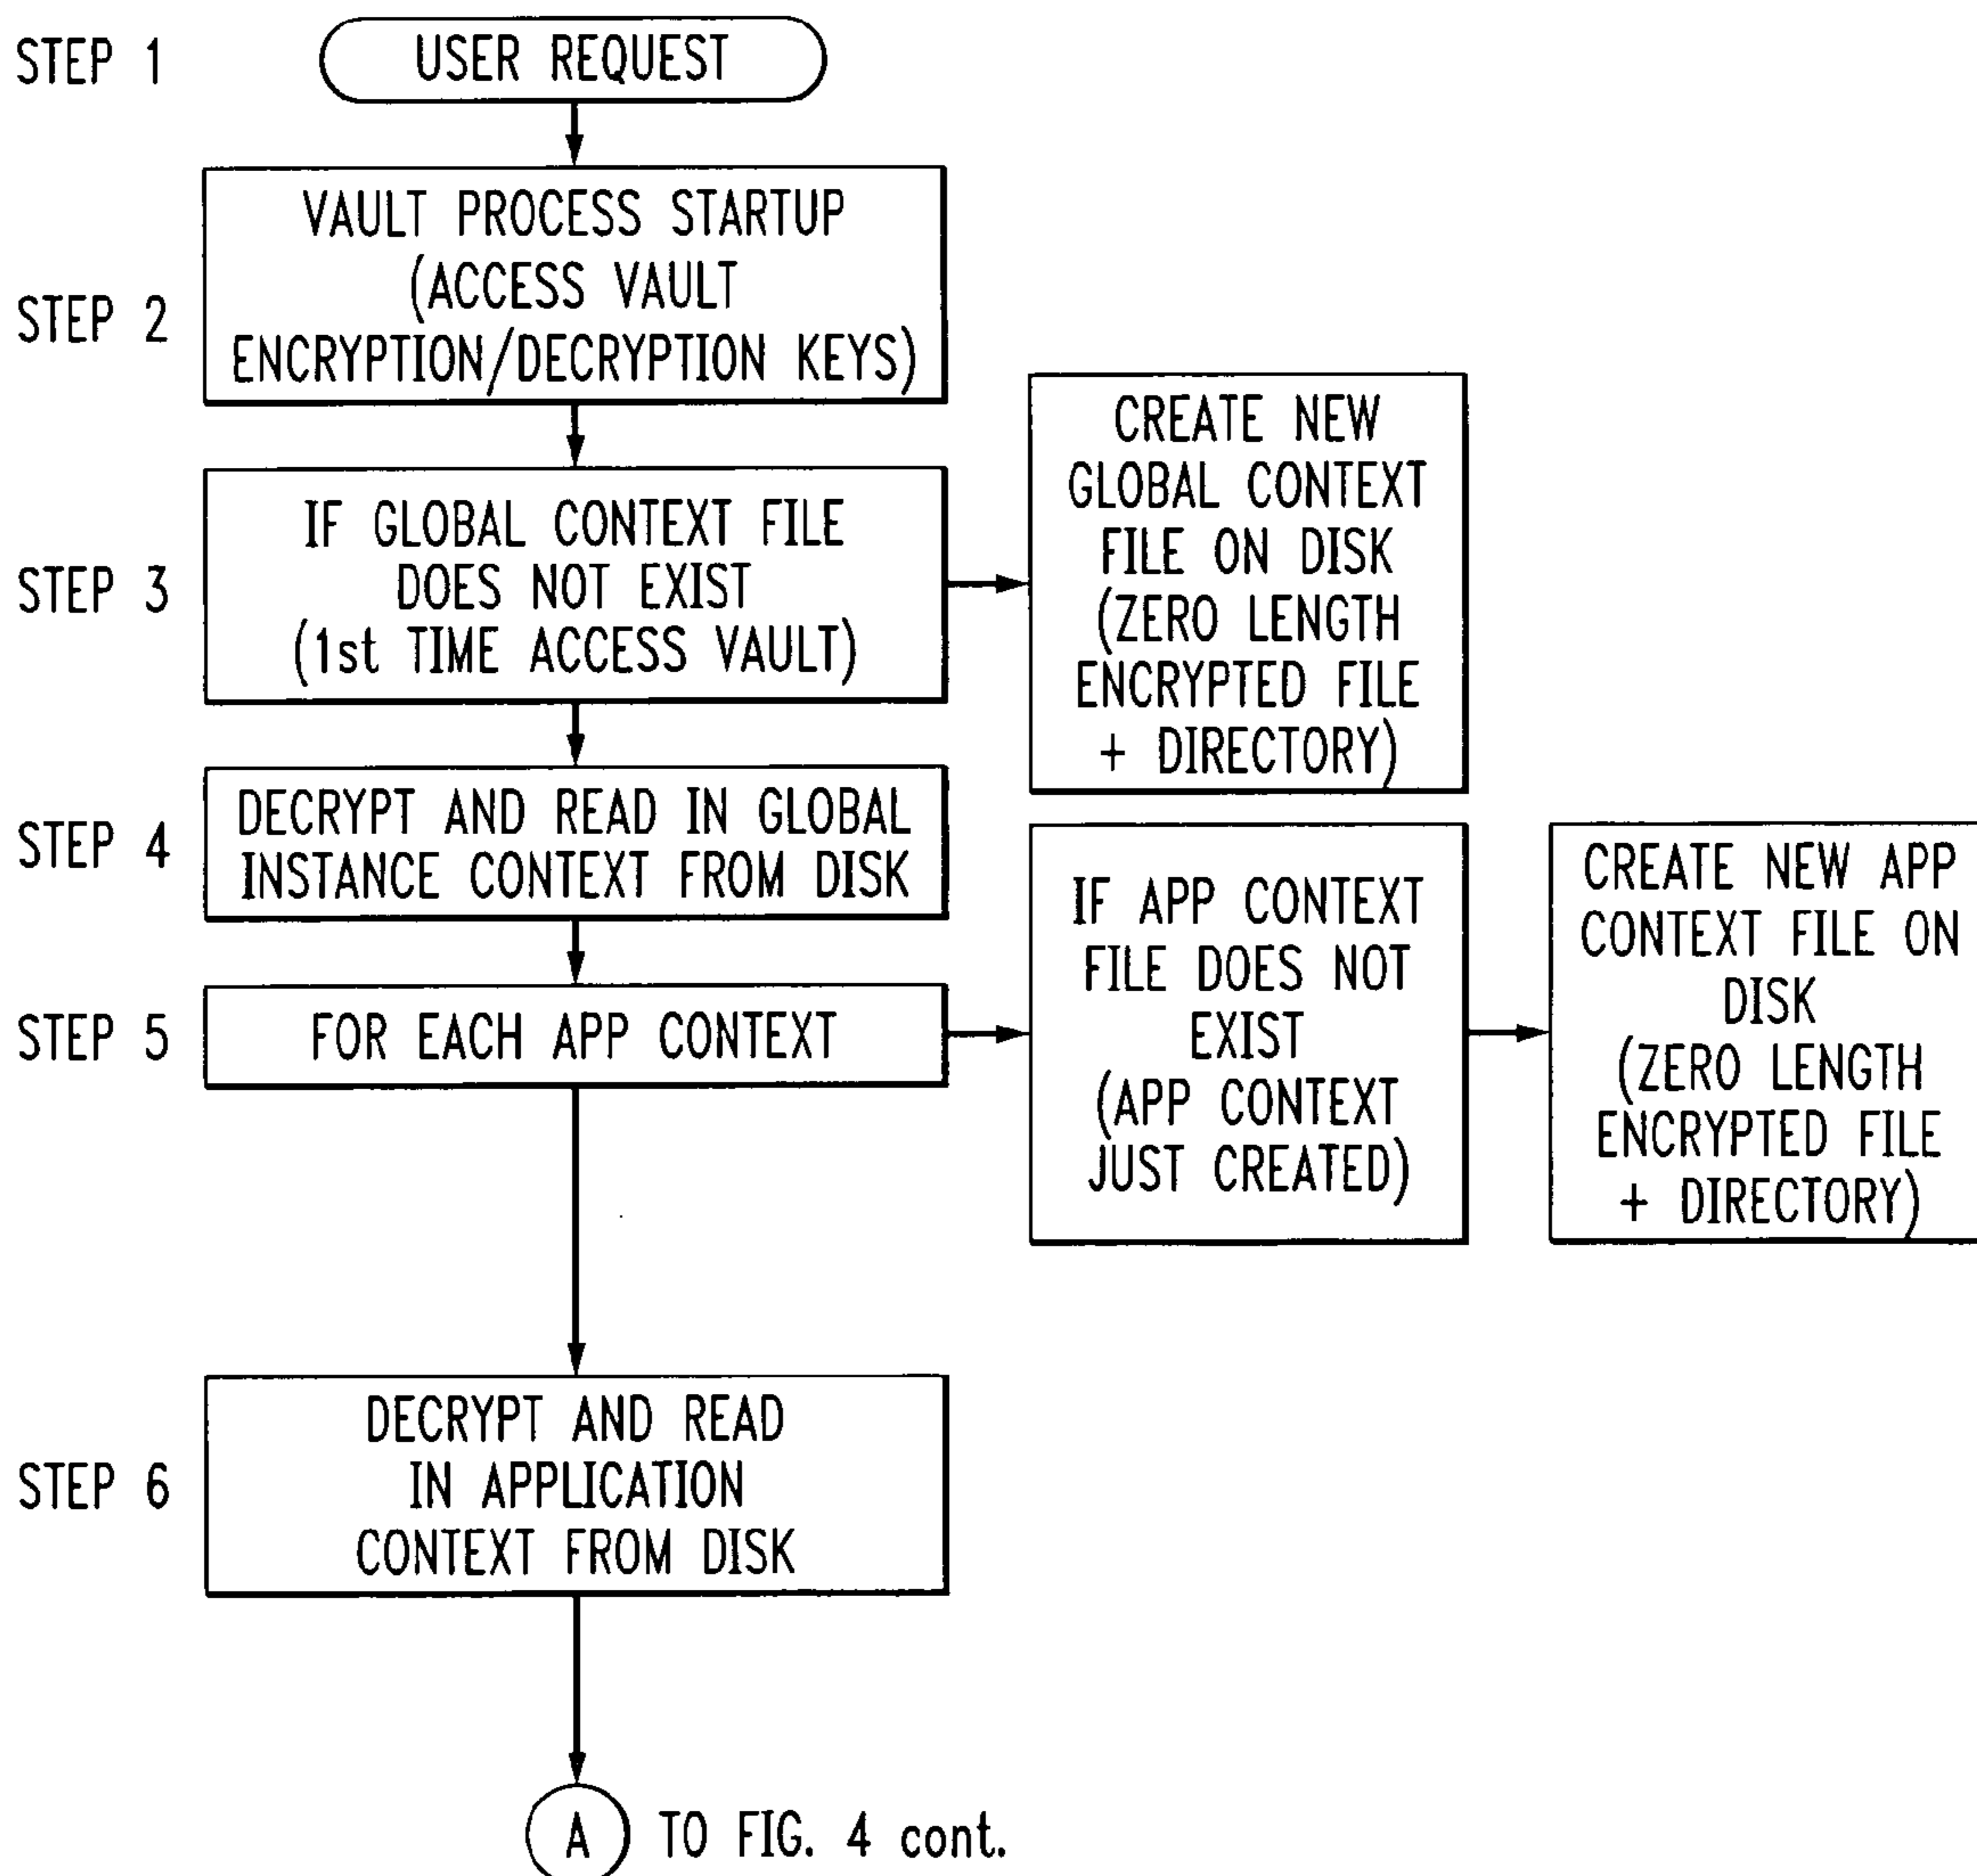 STEP 1
USER REQUEST
STEP 2
VAULT PROCESS STARTUP
(ACCESS VAULT
ENCRYPTION/DECRYPTION KEYS)
STEP 3
IF GLOBAL CONTEXT FILE
DOES NOT EXIST
(1st TIME ACCESS VAULT)
CREATE NEW
GLOBAL CONTEXT
FILE ON DISK
(ZERO LENGTH
ENCRYPTED FILE
+ DIRECTORY)
STEP 4
DECRYPT AND READ IN GLOBAL
INSTANCE CONTEXT FROM DISK
STEP 5
FOR EACH APP CONTEXT
IF APP CONTEXT
FILE DOES NOT
EXIST
(APP CONTEXT
JUST CREATED)
CREATE NEW APP
CONTEXT FILE ON
DISK
(ZERO LENGTH
ENCRYPTED FILE
+ DIRECTORY)
STEP 6
DECRYPT AND READ
IN APPLICATION
CONTEXT FROM DISK
A TO FIG. 4 cont.